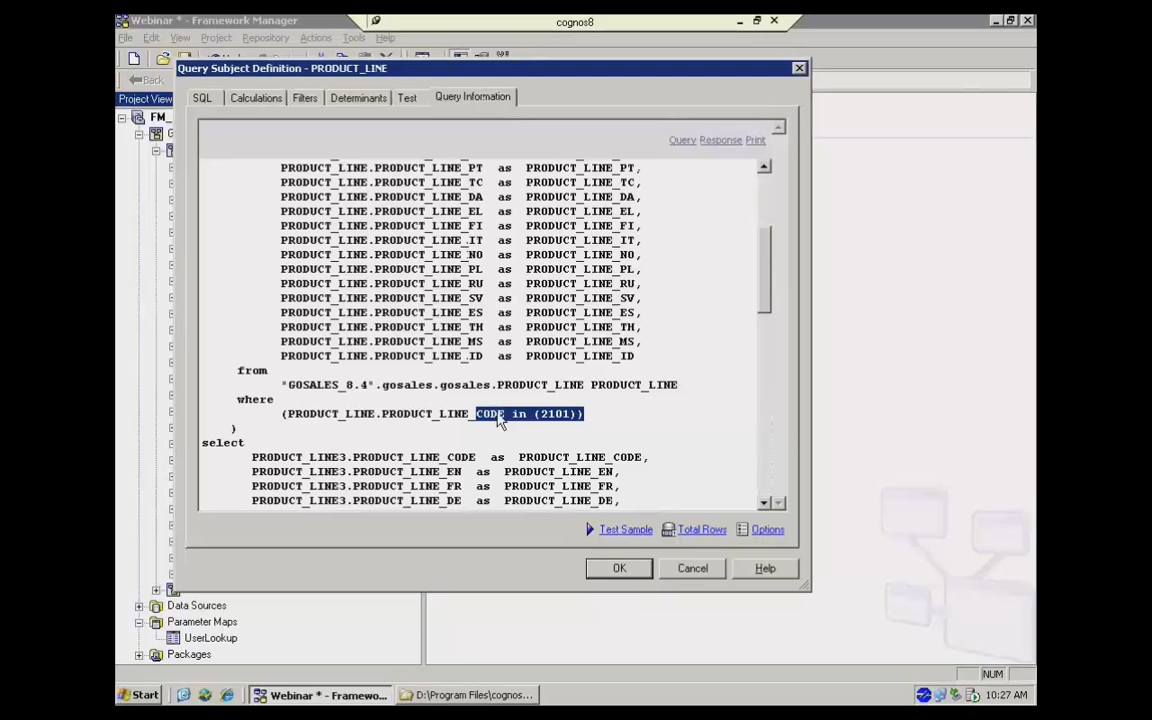 Webinar * - Framework Manager
cognos8
File Edit View Project Repository Actions Tools Help
Back
Query Subject Definition - PRODUCT_LINE
Project View
SQL Calculations Filters Determinants Test Query Information
FM_
G
Query Response Print
PRODUCT_LINE.PRODUCT_LINE_PT as PRODUCT_LINE_PT,
PRODUCT_LINE.PRODUCT_LINE_TC as PRODUCT_LINE_TC,
PRODUCT_LINE.PRODUCT_LINE_DA as PRODUCT_LINE_DA,
PRODUCT_LINE.PRODUCT_LINE_EL as PRODUCT_LINE_EL,
PRODUCT_LINE.PRODUCT_LINE_FI as PRODUCT_LINE_FI,
PRODUCT_LINE.PRODUCT_LINE_IT as PRODUCT_LINE_IT,
PRODUCT_LINE.PRODUCT_LINE_NO as PRODUCT_LINE_NO,
PRODUCT_LINE.PRODUCT_LINE_PL as PRODUCT_LINE_PL,
PRODUCT_LINE.PRODUCT_LINE_RU as PRODUCT_LINE_RU,
PRODUCT_LINE.PRODUCT_LINE_SV as PRODUCT_LINE_SV,
PRODUCT_LINE.PRODUCT_LINE_ES as PRODUCT_LINE_ES,
PRODUCT_LINE.PRODUCT_LINE_TH as PRODUCT_LINE_TH,
PRODUCT_LINE.PRODUCT_LINE_MS as PRODUCT_LINE_MS,
PRODUCT_LINE.PRODUCT_LINE_ID as PRODUCT_LINE_ID
from
"GOSALES_8.4".gosales.gosales.PRODUCT_LINE PRODUCT_LINE
where
(PRODUCT_LINE.PRODUCT_LINE_CODE in (2101))
)
select
PRODUCT_LINE3.PRODUCT_LINE_CODE as PRODUCT_LINE_CODE,
PRODUCT_LINE3.PRODUCT_LINE_EN as PRODUCT_LINE_EN,
PRODUCT_LINE3.PRODUCT_LINE_FR as PRODUCT_LINE_FR,
PRODUCT_LINE3.PRODUCT_LINE_DE as PRODUCT_LINE_DE,
Test Sample Total Rows Options
OK Cancel Help
Data Sources
Parameter Maps
UserLookup
Packages
NUM
Start Webinar * - Framewo... D:\Program Files\cognos... 10:27 AM